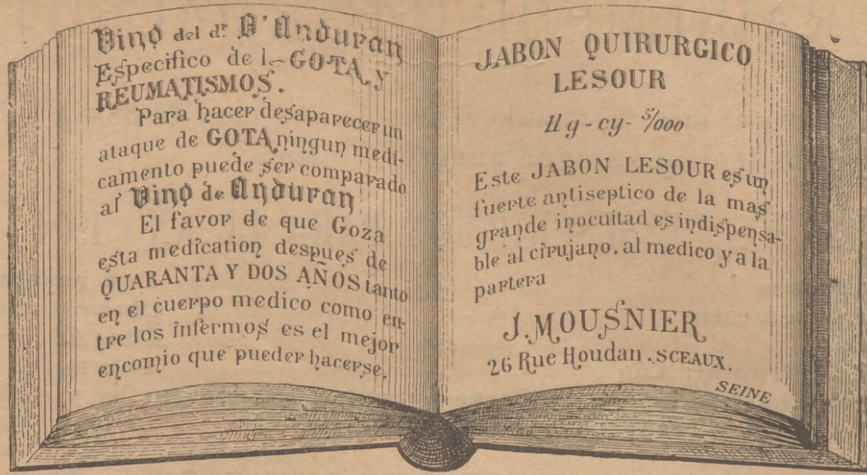 Vino del dr D'Anduran
Especifico de l- GOTA, y
REUMATISMOS.
Para hacer desaparecer un
ataque de GOTA ningun medi-
camento puede ser comparado
al Vino de Anduran
El favor de que Goza
esta medication despues de
QUARANTA Y DOS AÑOS tanto
en el cuerpo medico como en-
tre los infermos es el mejor
encomio que pueder hacerse.
JABON QUIRURGICO
LESOUR
H g - cy - 5/000
Este JABON LESOUR es un
fuerte antiseptico de la mas
grande inocuitad es indispensa-
ble al cirujano. al medico y a la
partera
J. MOUSNIER
26 Rue Houdan . SCEAUX.
SEINE